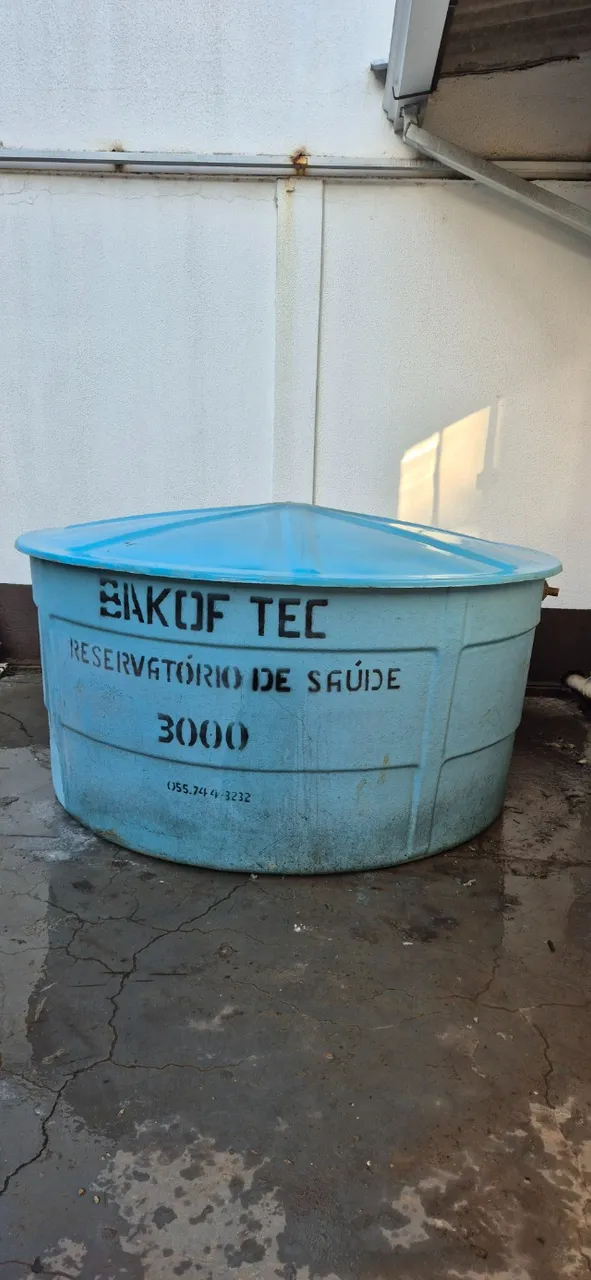 BAKOF TEC
RESERVATÓRIO DE SAÚDE
3000
055.744-3232